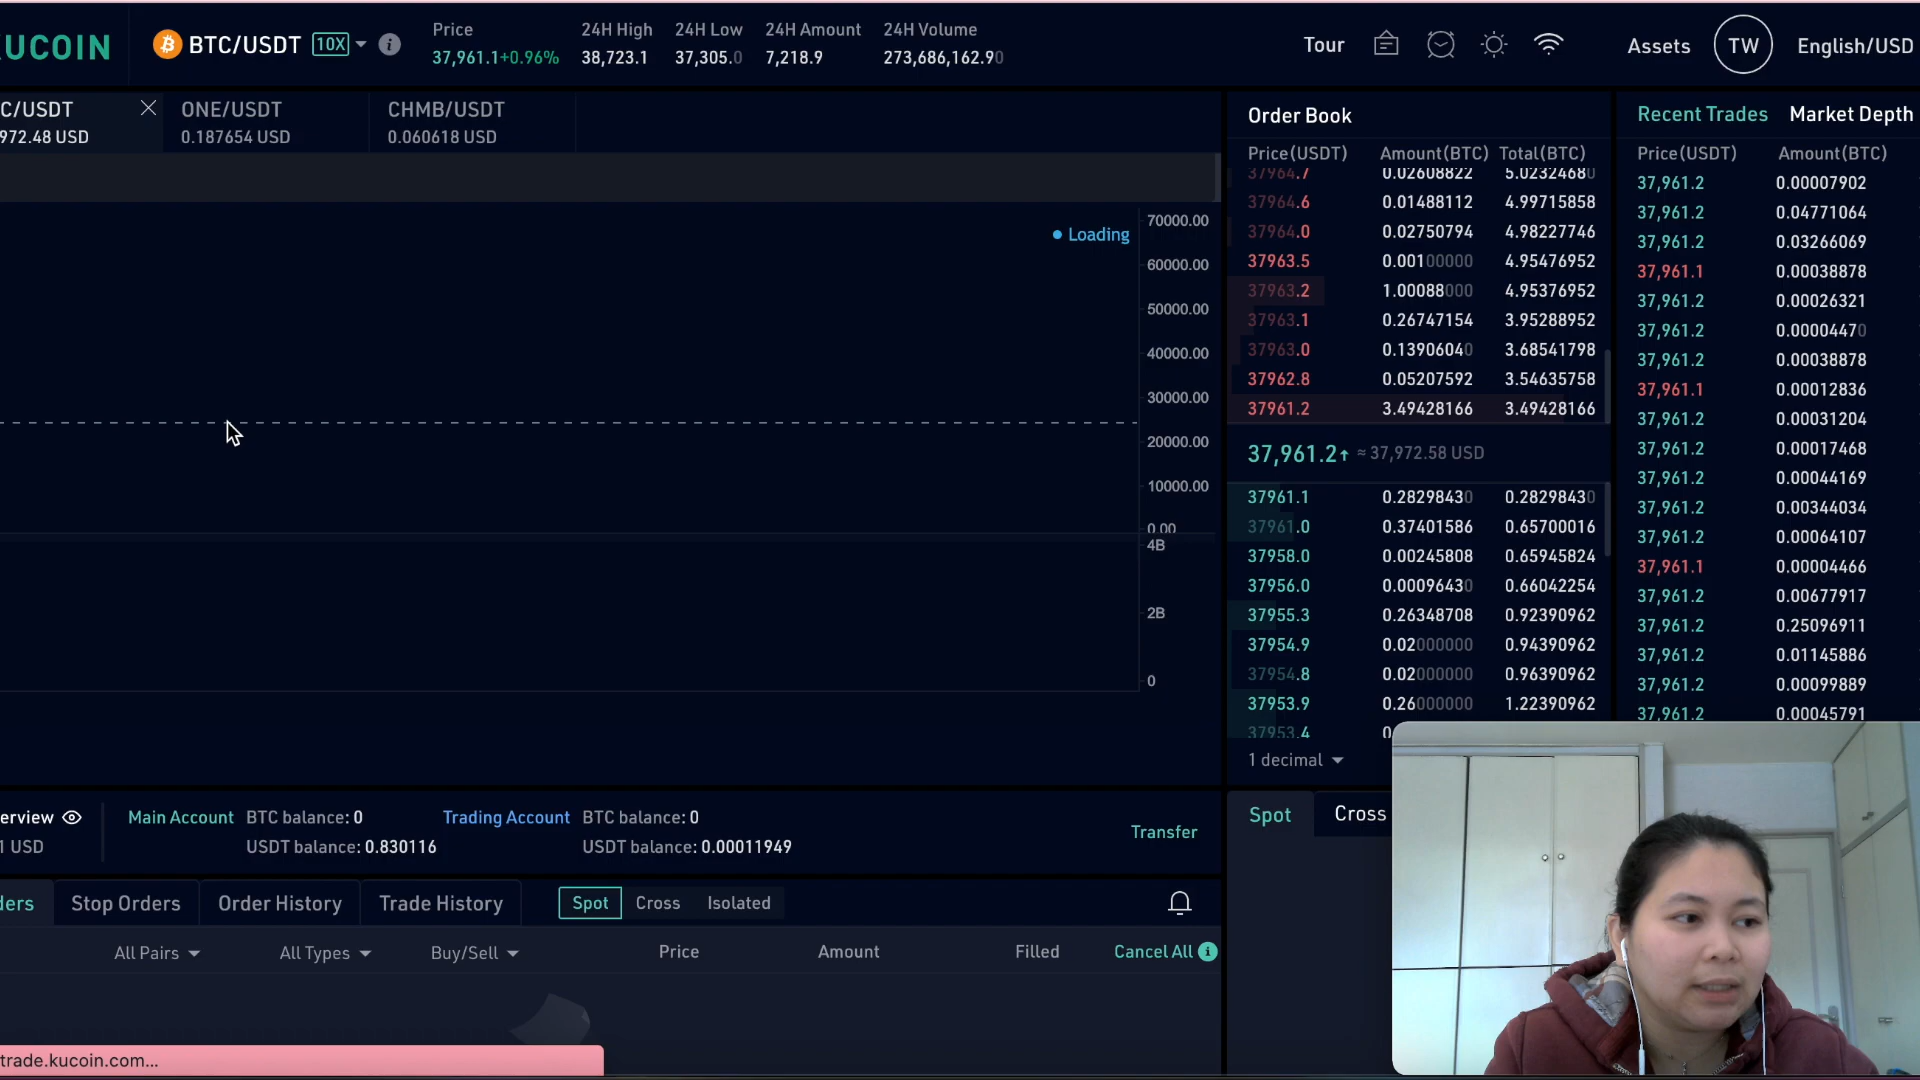 KUCOIN
BTC/USDT 10X
Price
37,961.1+0.96%
24H High
38,723.1
24H Low
37,305.0
24H Amount
7,218.9
24H Volume
273,686,162.90
Tour
Assets
TW
English/USD
C/USDT
972.48 USD
ONE/USDT
0.187654 USD
CHMB/USDT
0.060618 USD
Loading
70000.00
60000.00
50000.00
40000.00
30000.00
20000.00
10000.00
0.00
4B
2B
0
Order Book
Price(USDT) Amount(BTC) Total(BTC)
37964.7 0.02608822 5.02324680
37964.6 0.01488112 4.99715858
37964.0 0.02750794 4.98227746
37963.5 0.00100000 4.95476952
37963.2 1.00088000 4.95376952
37963.1 0.26747154 3.95288952
37963.0 0.13906040 3.68541798
37962.8 0.05207592 3.54635758
37961.2 3.49428166 3.49428166
37,961.2↑ ≈ 37,972.58 USD
37961.1 0.28298430 0.28298430
37961.0 0.37401586 0.65700016
37958.0 0.00245808 0.65945824
37956.0 0.00096430 0.66042254
37955.3 0.26348708 0.92390962
37954.9 0.02000000 0.94390962
37954.8 0.02000000 0.96390962
37953.9 0.26000000 1.22390962
37953.4 0
1 decimal
Recent Trades Market Depth
Price(USDT) Amount(BTC)
37,961.2 0.00007902
37,961.2 0.04771064
37,961.2 0.03266069
37,961.1 0.00038878
37,961.2 0.00026321
37,961.2 0.00004470
37,961.2 0.00038878
37,961.1 0.00012836
37,961.2 0.00031204
37,961.2 0.00017468
37,961.2 0.00044169
37,961.2 0.00344034
37,961.2 0.00064107
37,961.1 0.00004466
37,961.2 0.00677917
37,961.2 0.25096911
37,961.2 0.01145886
37,961.2 0.00099889
37,961.2 0.00045791
erview
1 USD
Main Account BTC balance: 0
USDT balance: 0.830116
Trading Account BTC balance: 0
USDT balance: 0.00011949
Transfer
Spot Cross
ders Stop Orders Order History Trade History Spot Cross Isolated
All Pairs All Types Buy/Sell Price Amount Filled Cancel All
trade.kucoin.com...